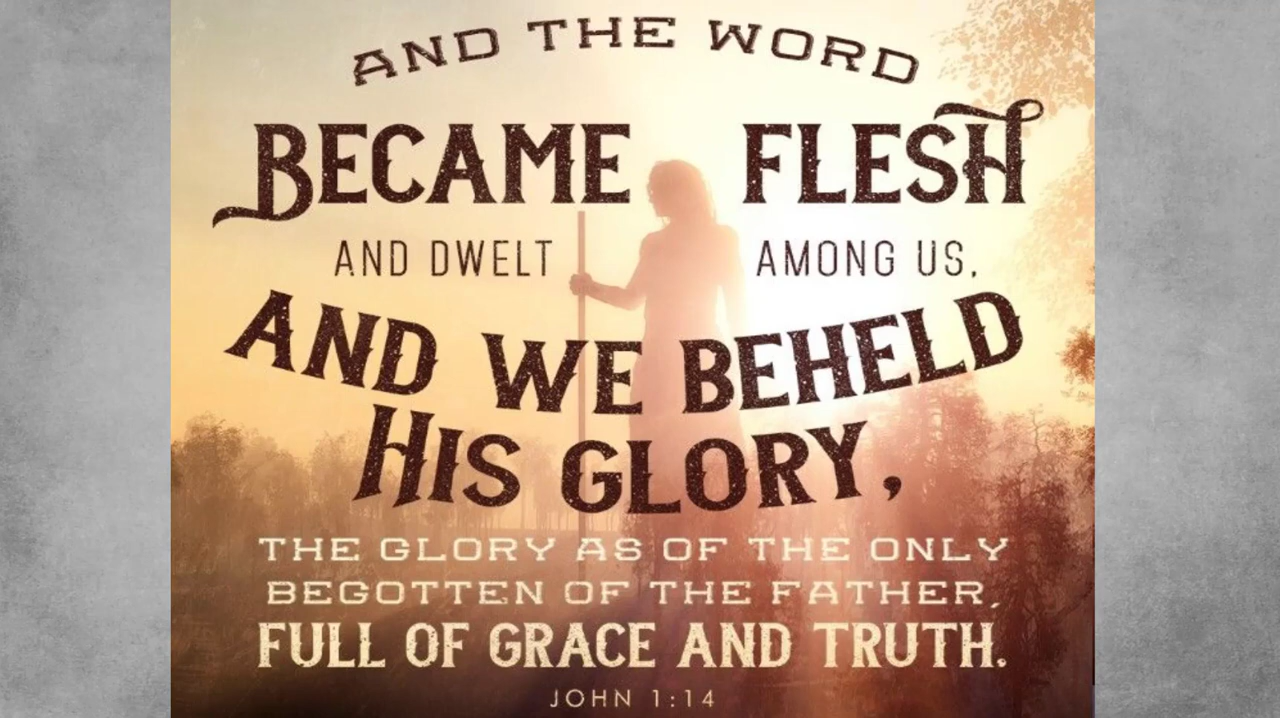 AND THE WORD
BECAME FLESH
AND DWELT AMONG US,
AND WE BEHELD
HIS GLORY,
THE GLORY AS OF THE ONLY
BEGOTTEN OF THE FATHER,
FULL OF GRACE AND TRUTH.
JOHN 1:14